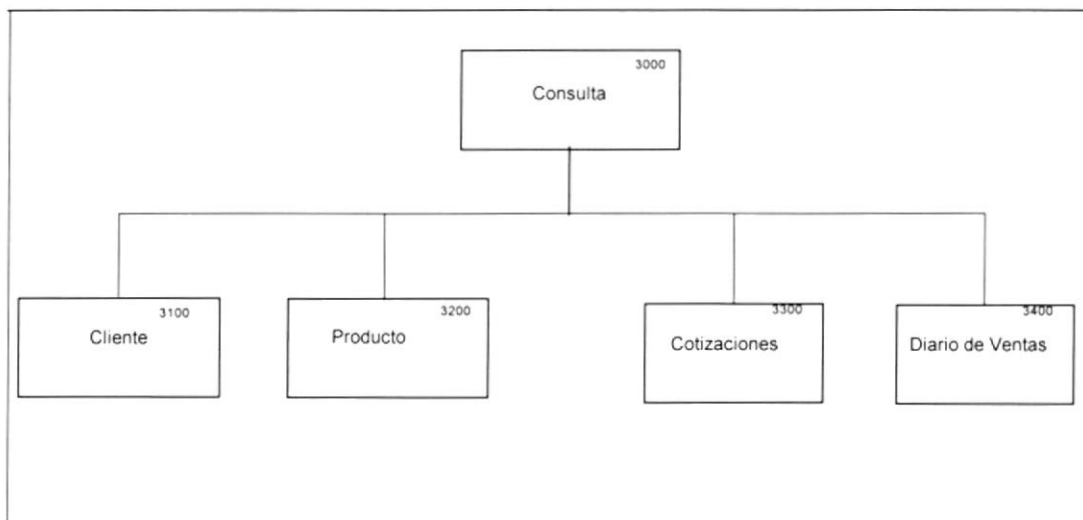 3000
Consulta
3100
Cliente
3200
Producto
3300
Cotizaciones
3400
Diario de Ventas